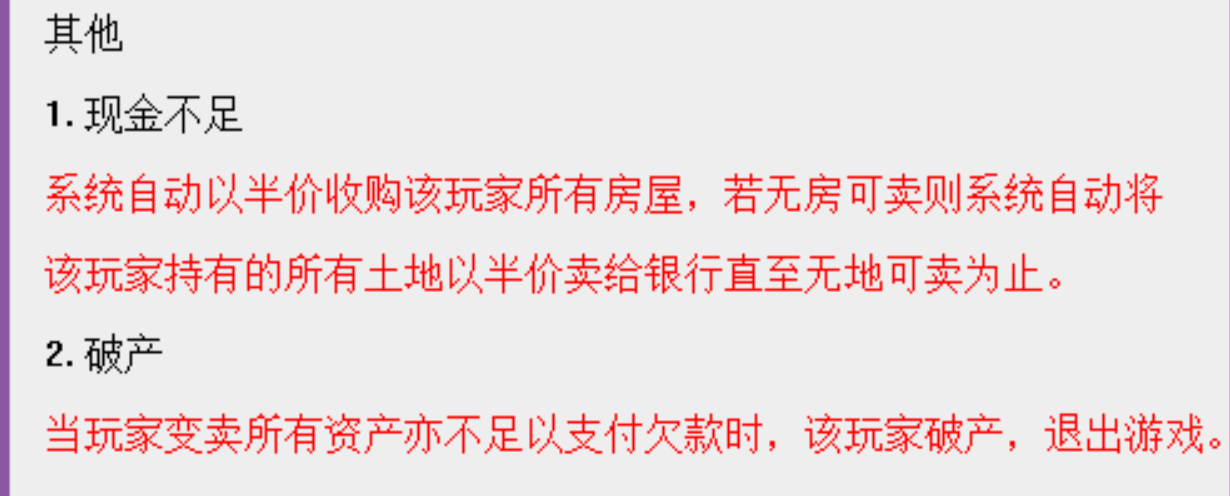 其他
1. 现金不足
系统自动以半价收购该玩家所有房屋，若无房可卖则系统自动将
该玩家持有的所有土地以半价卖给银行直至无地可卖为止。
2. 破产
当玩家变卖所有资产亦不足以支付欠款时，该玩家破产，退出游戏。